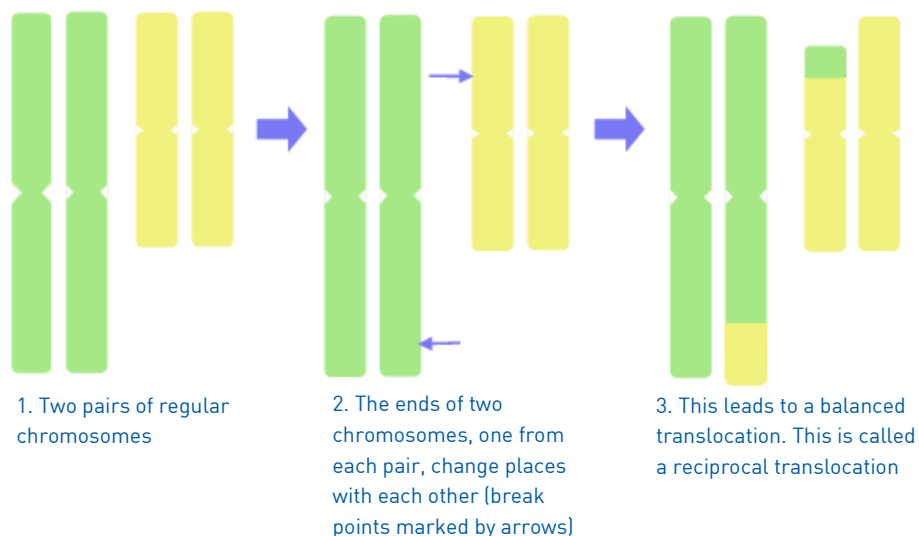 1. Two pairs of regular
chromosomes
2. The ends of two
chromosomes, one from
each pair, change places
with each other (break
points marked by arrows)
3. This leads to a balanced
translocation. This is called
a reciprocal translocation